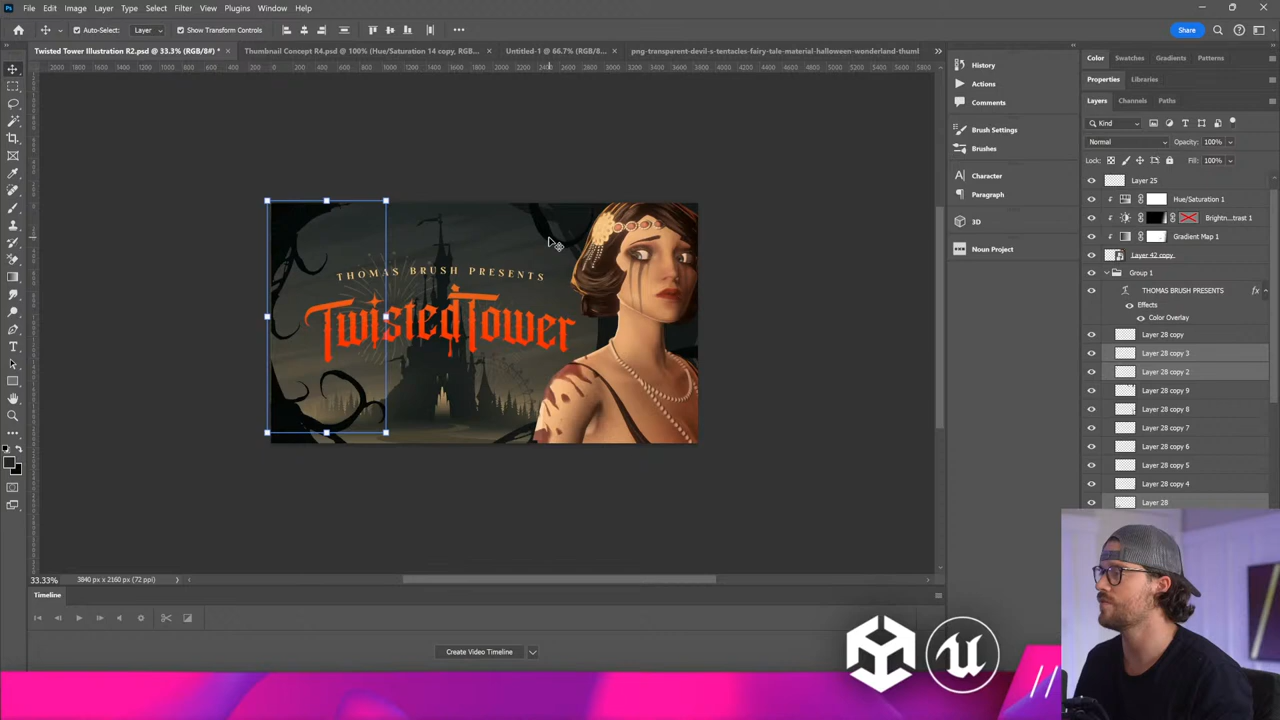 Ps File Edit Image Layer Type Select Filter View Plugins Window Help
Auto-Select: Layer Show Transform Controls Share
Twisted Tower Illustration R2.psd @ 33.3% (RGB/8#) * × Thumbnail Concept R4.psd @ 100% (Hue/Saturation 14 copy, RGB... × Untitled-1 @ 66.7% (RGB/8... × png-transparent-devil-s-tentacles-fairy-tale-material-halloween-wonderland-thuml
Color Swatches Gradients Patterns
History
Properties Libraries
Actions
Layers Channels Paths
Comments
Kind
Brush Settings
Normal Opacity: 100%
Brushes
Lock: Fill: 100%
Character
Layer 25
Paragraph
Hue/Saturation 1
3D
Brightn...trast 1
Gradient Map 1
Noun Project
Layer 42 copy
Group 1
THOMAS BRUSH PRESENTS fx
Effects
Color Overlay
Layer 28 copy
Layer 28 copy 3
Layer 28 copy 2
Layer 28 copy 9
Layer 28 copy 8
Layer 28 copy 7
Layer 28 copy 6
Layer 28 copy 5
Layer 28 copy 4
Layer 28
THOMAS BRUSH PRESENTS
Twisted Tower
33.33% 3840 px x 2160 px (72 ppi)
Timeline
Create Video Timeline
//